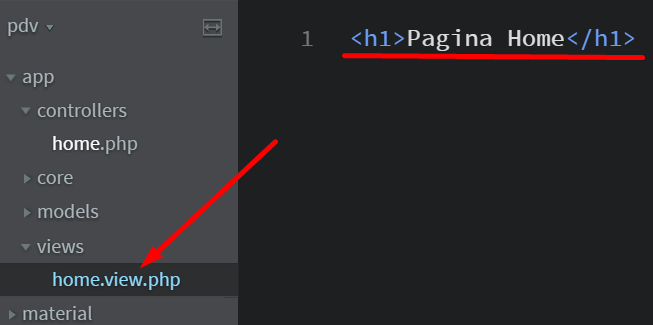 pdv
app
controllers
home.php
core
models
views
home.view.php
material
1 <h1>Pagina Home</h1>